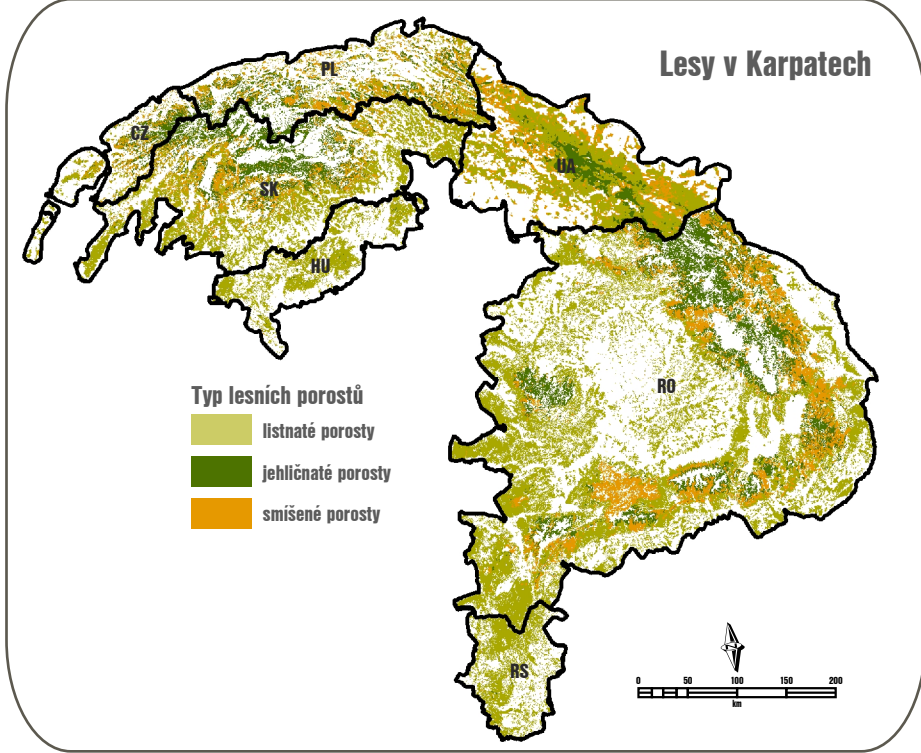 Lesy v Karpatech
PL
CZ
UA
SK
HU
RO
Typ lesních porostů
listnaté porosty
jehličnaté porosty
smíšené porosty
RS
N
0 50 100 150 200
km